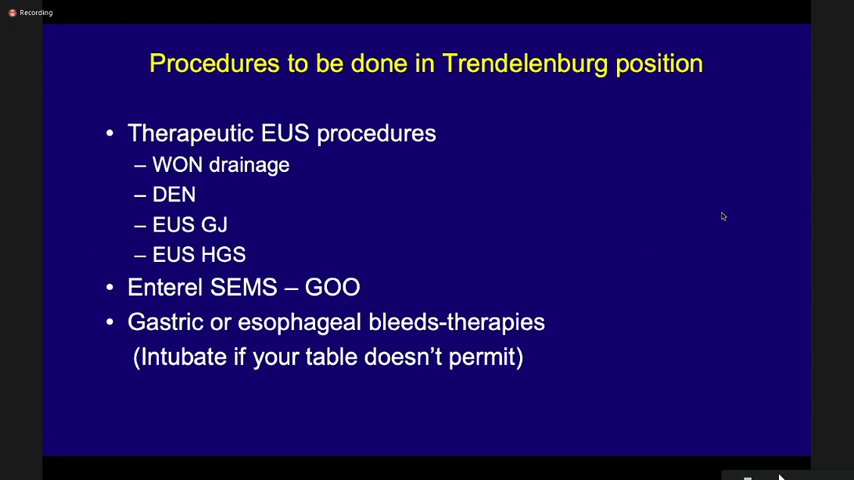 Recording
Procedures to be done in Trendelenburg position
• Therapeutic EUS procedures
– WON drainage
– DEN
– EUS GJ
– EUS HGS
• Enterel SEMS – GOO
• Gastric or esophageal bleeds-therapies
(Intubate if your table doesn't permit)